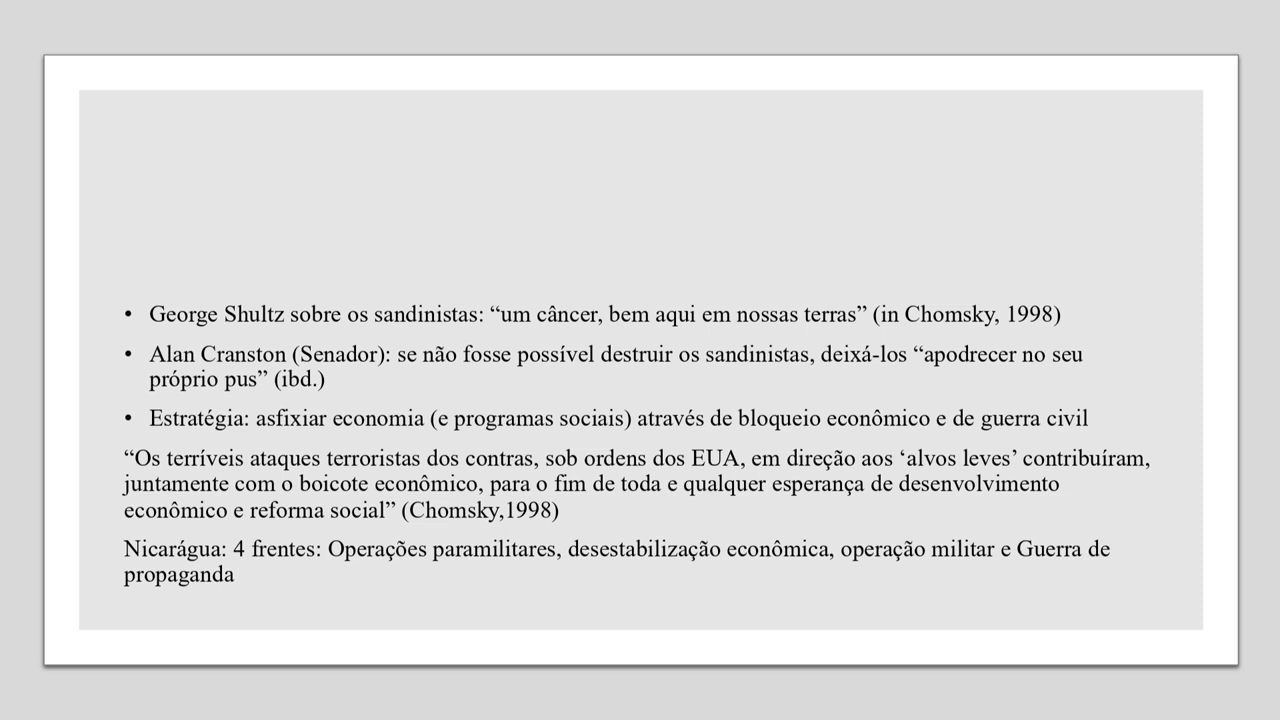 • George Shultz sobre os sandinistas: “um câncer, bem aqui em nossas terras” (in Chomsky, 1998)
• Alan Cranston (Senador): se não fosse possível destruir os sandinistas, deixá-los “apodrecer no seu
próprio pus” (ibd.)
• Estratégia: asfixiar economia (e programas sociais) através de bloqueio econômico e de guerra civil
“Os terríveis ataques terroristas dos contras, sob ordens dos EUA, em direção aos ‘alvos leves’ contribuíram,
juntamente com o boicote econômico, para o fim de toda e qualquer esperança de desenvolvimento
econômico e reforma social” (Chomsky,1998)
Nicarágua: 4 frentes: Operações paramilitares, desestabilização econômica, operação militar e Guerra de
propaganda